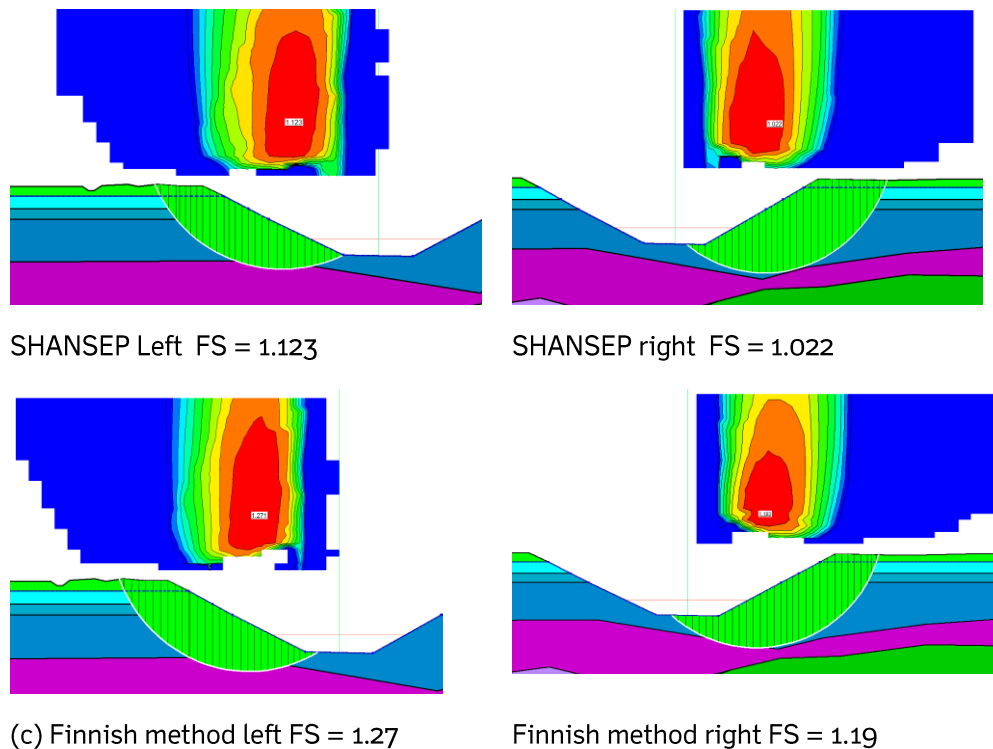 1.123
1.022
SHANSEP Left FS = 1.123
SHANSEP right FS = 1.022
1.271
(c) Finnish method left FS = 1.27
Finnish method right FS = 1.19